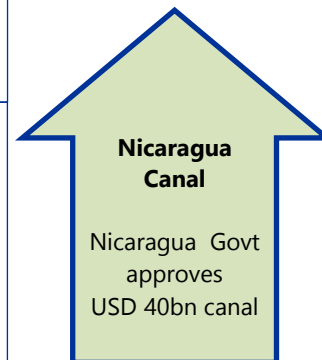 Nicaragua
Canal
Nicaragua Govt
approves
USD 40bn canal